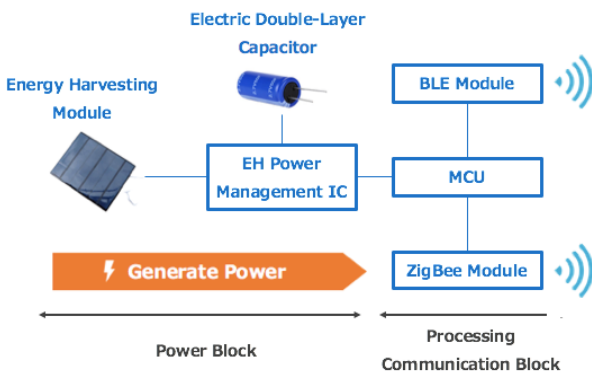 Electric Double-Layer
Capacitor
Energy Harvesting
Module
BLE Module
EH Power
Management IC
MCU
Generate Power
ZigBee Module
Power Block
Processing
Communication Block